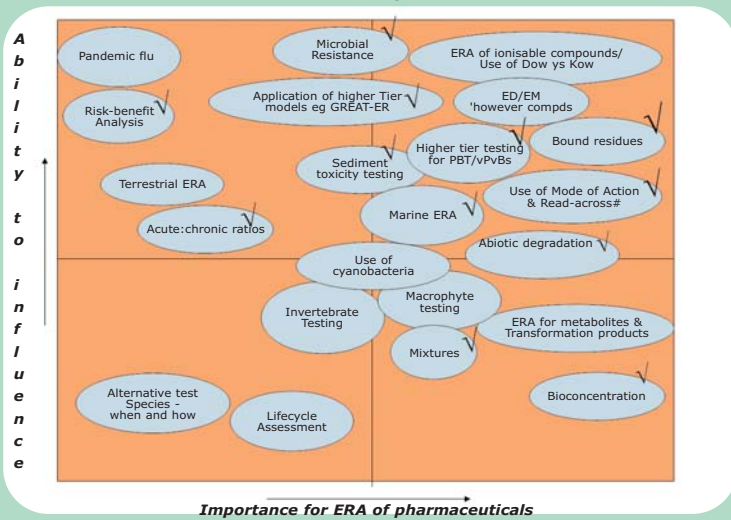 Ability to influence
Pandemic flu
Microbial
Resistance
ERA of ionisable compounds/
Use of Dow ys Kow
Risk-benefit
Analysis
Application of higher Tier
models eg GREAT-ER
ED/EM
'however compds
Higher tier testing
for PBT/vPvBs
Bound residues
Sediment
toxicity testing
Terrestrial ERA
Use of Mode of Action
& Read-across#
Marine ERA
Acute:chronic ratios
Abiotic degradation
Use of
cyanobacteria
Invertebrate
Testing
Macrophyte
testing
ERA for metabolites &
Transformation products
Mixtures
Alternative test
Species -
when and how
Lifecycle
Assessment
Bioconcentration
Importance for ERA of pharmaceuticals